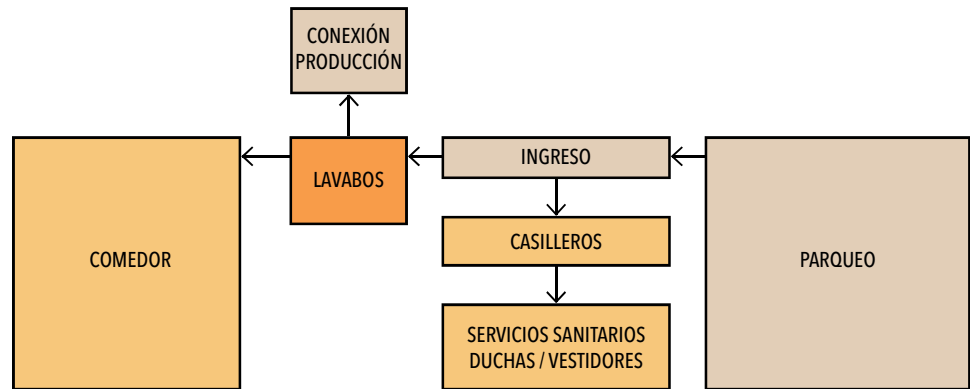 CONEXIÓN
PRODUCCIÓN
INGRESO
LAVABOS
CASILLEROS
COMEDOR
PARQUEO
SERVICIOS SANITARIOS
DUCHAS / VESTIDORES